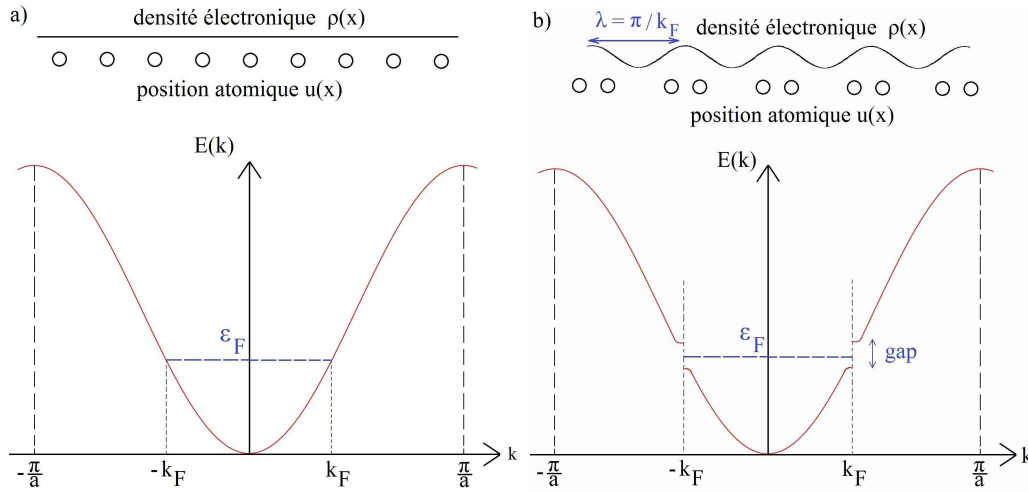 a)
densité électronique ρ(x)
position atomique u(x)
E(k)
ε_F
-π/a
-k_F
k_F
π/a
k
b)
λ = π / k_F
densité électronique ρ(x)
position atomique u(x)
E(k)
ε_F
gap
-π/a
-k_F
k_F
π/a
k